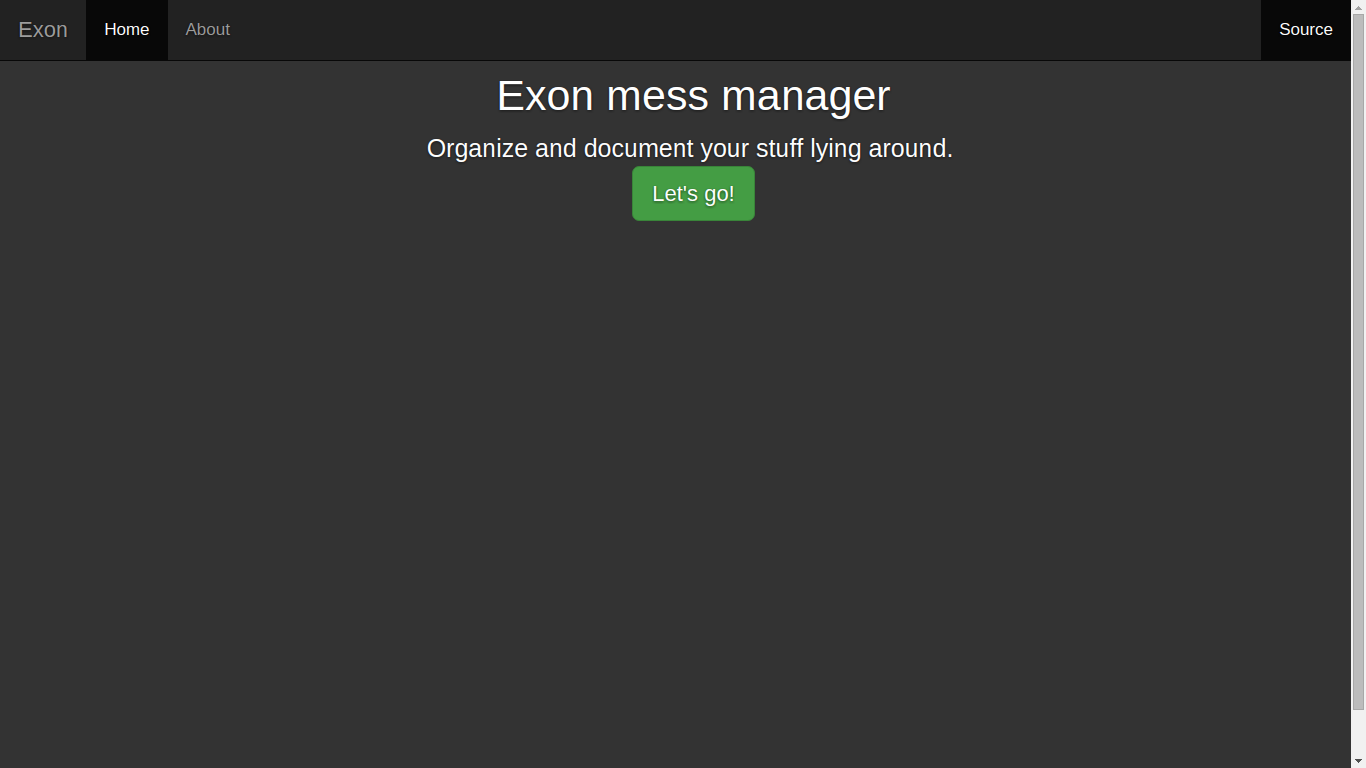 Exon Home About Source
Exon mess manager
Organize and document your stuff lying around.
Let's go!